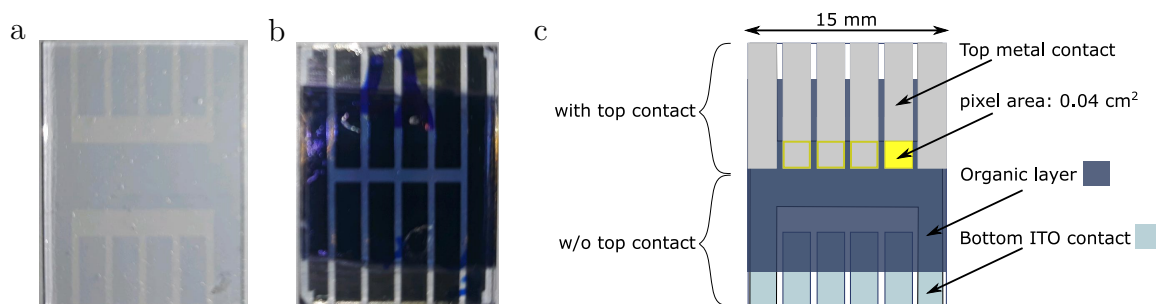 a
b
c
15 mm
Top metal contact
with top contact
pixel area: 0.04 cm²
Organic layer
w/o top contact
Bottom ITO contact